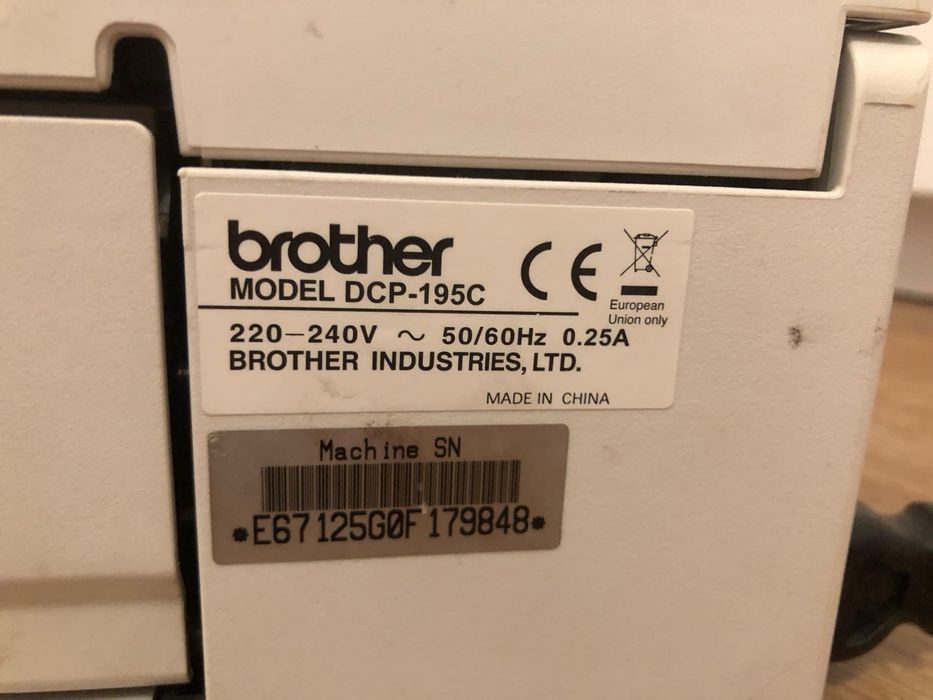 brother
MODEL DCP-195C
CE
European
Union only
220–240V ~ 50/60Hz 0.25A
BROTHER INDUSTRIES, LTD.
MADE IN CHINA
Machine SN
*E67125G0F179848*